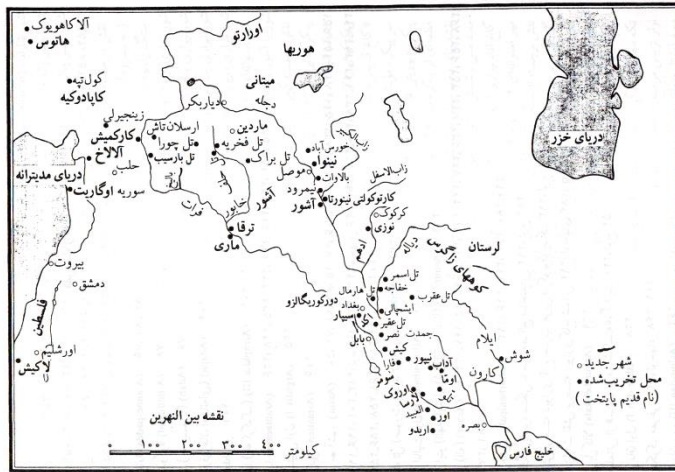 آلاکاهویوک
هاتوس
اورارتو
هوریها
کول‌تپه
کاپادوکیه
میتانی
دجله
دیاربکر
زینجیرلی
ارسلان‌تاش
ماردین
کارکمیش
تل چورا
تل فخریه
خورس‌آباد
دریای خزر
آلالاخ
تل بارسیب
تل براک
نینوا
موصل
بالاوات
حلب
نیمرود
زاب‌الاسفل
دریای مدیترانه
سوریه اوگاریت
خابور
آشور
آشور
کارتوکولتی نینورتا
کرکوک
نوزی
فرات
ترقا
ماری
ادهم
دیاله
لرستان
کوههای زاگرس
بیروت
دمشق
تل اسمر
خفاجه
تل هارمال
تل عقرب
دورکوریگالزو
بغداد
ایشچالی
سیپار
اکد
تل عقیر
فلسطین
بابل
جمدت نصر
ایلام
اورشلیم
کیش
شوش
لاکیش
فارا
نیپور
آداب
کارون
سومر
اوما
اوروک
لارسا
العبید
اور
اریدو
بصره
خلیج فارس
شهر جدید
محل تخریب‌شده
(نام قدیم پایتخت)
نقشه بین النهرین
۰ ۱۰۰ ۲۰۰ ۳۰۰ ۴۰۰ کیلومتر